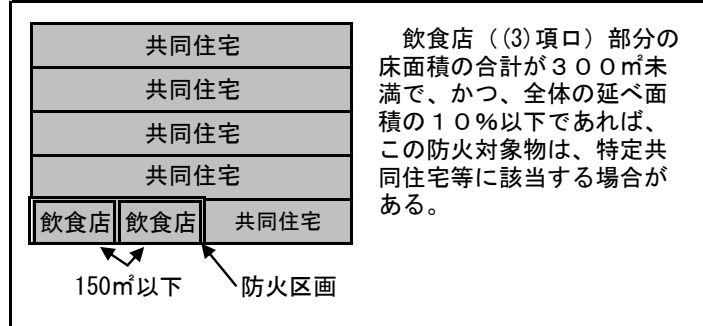 共同住宅
共同住宅
共同住宅
共同住宅
飲食店 飲食店 共同住宅
150㎡以下 防火区画
飲食店（(3)項ロ）部分の
床面積の合計が３００㎡未
満で、かつ、全体の延べ面
積の１０％以下であれば、
この防火対象物は、特定共
同住宅等に該当する場合が
ある。